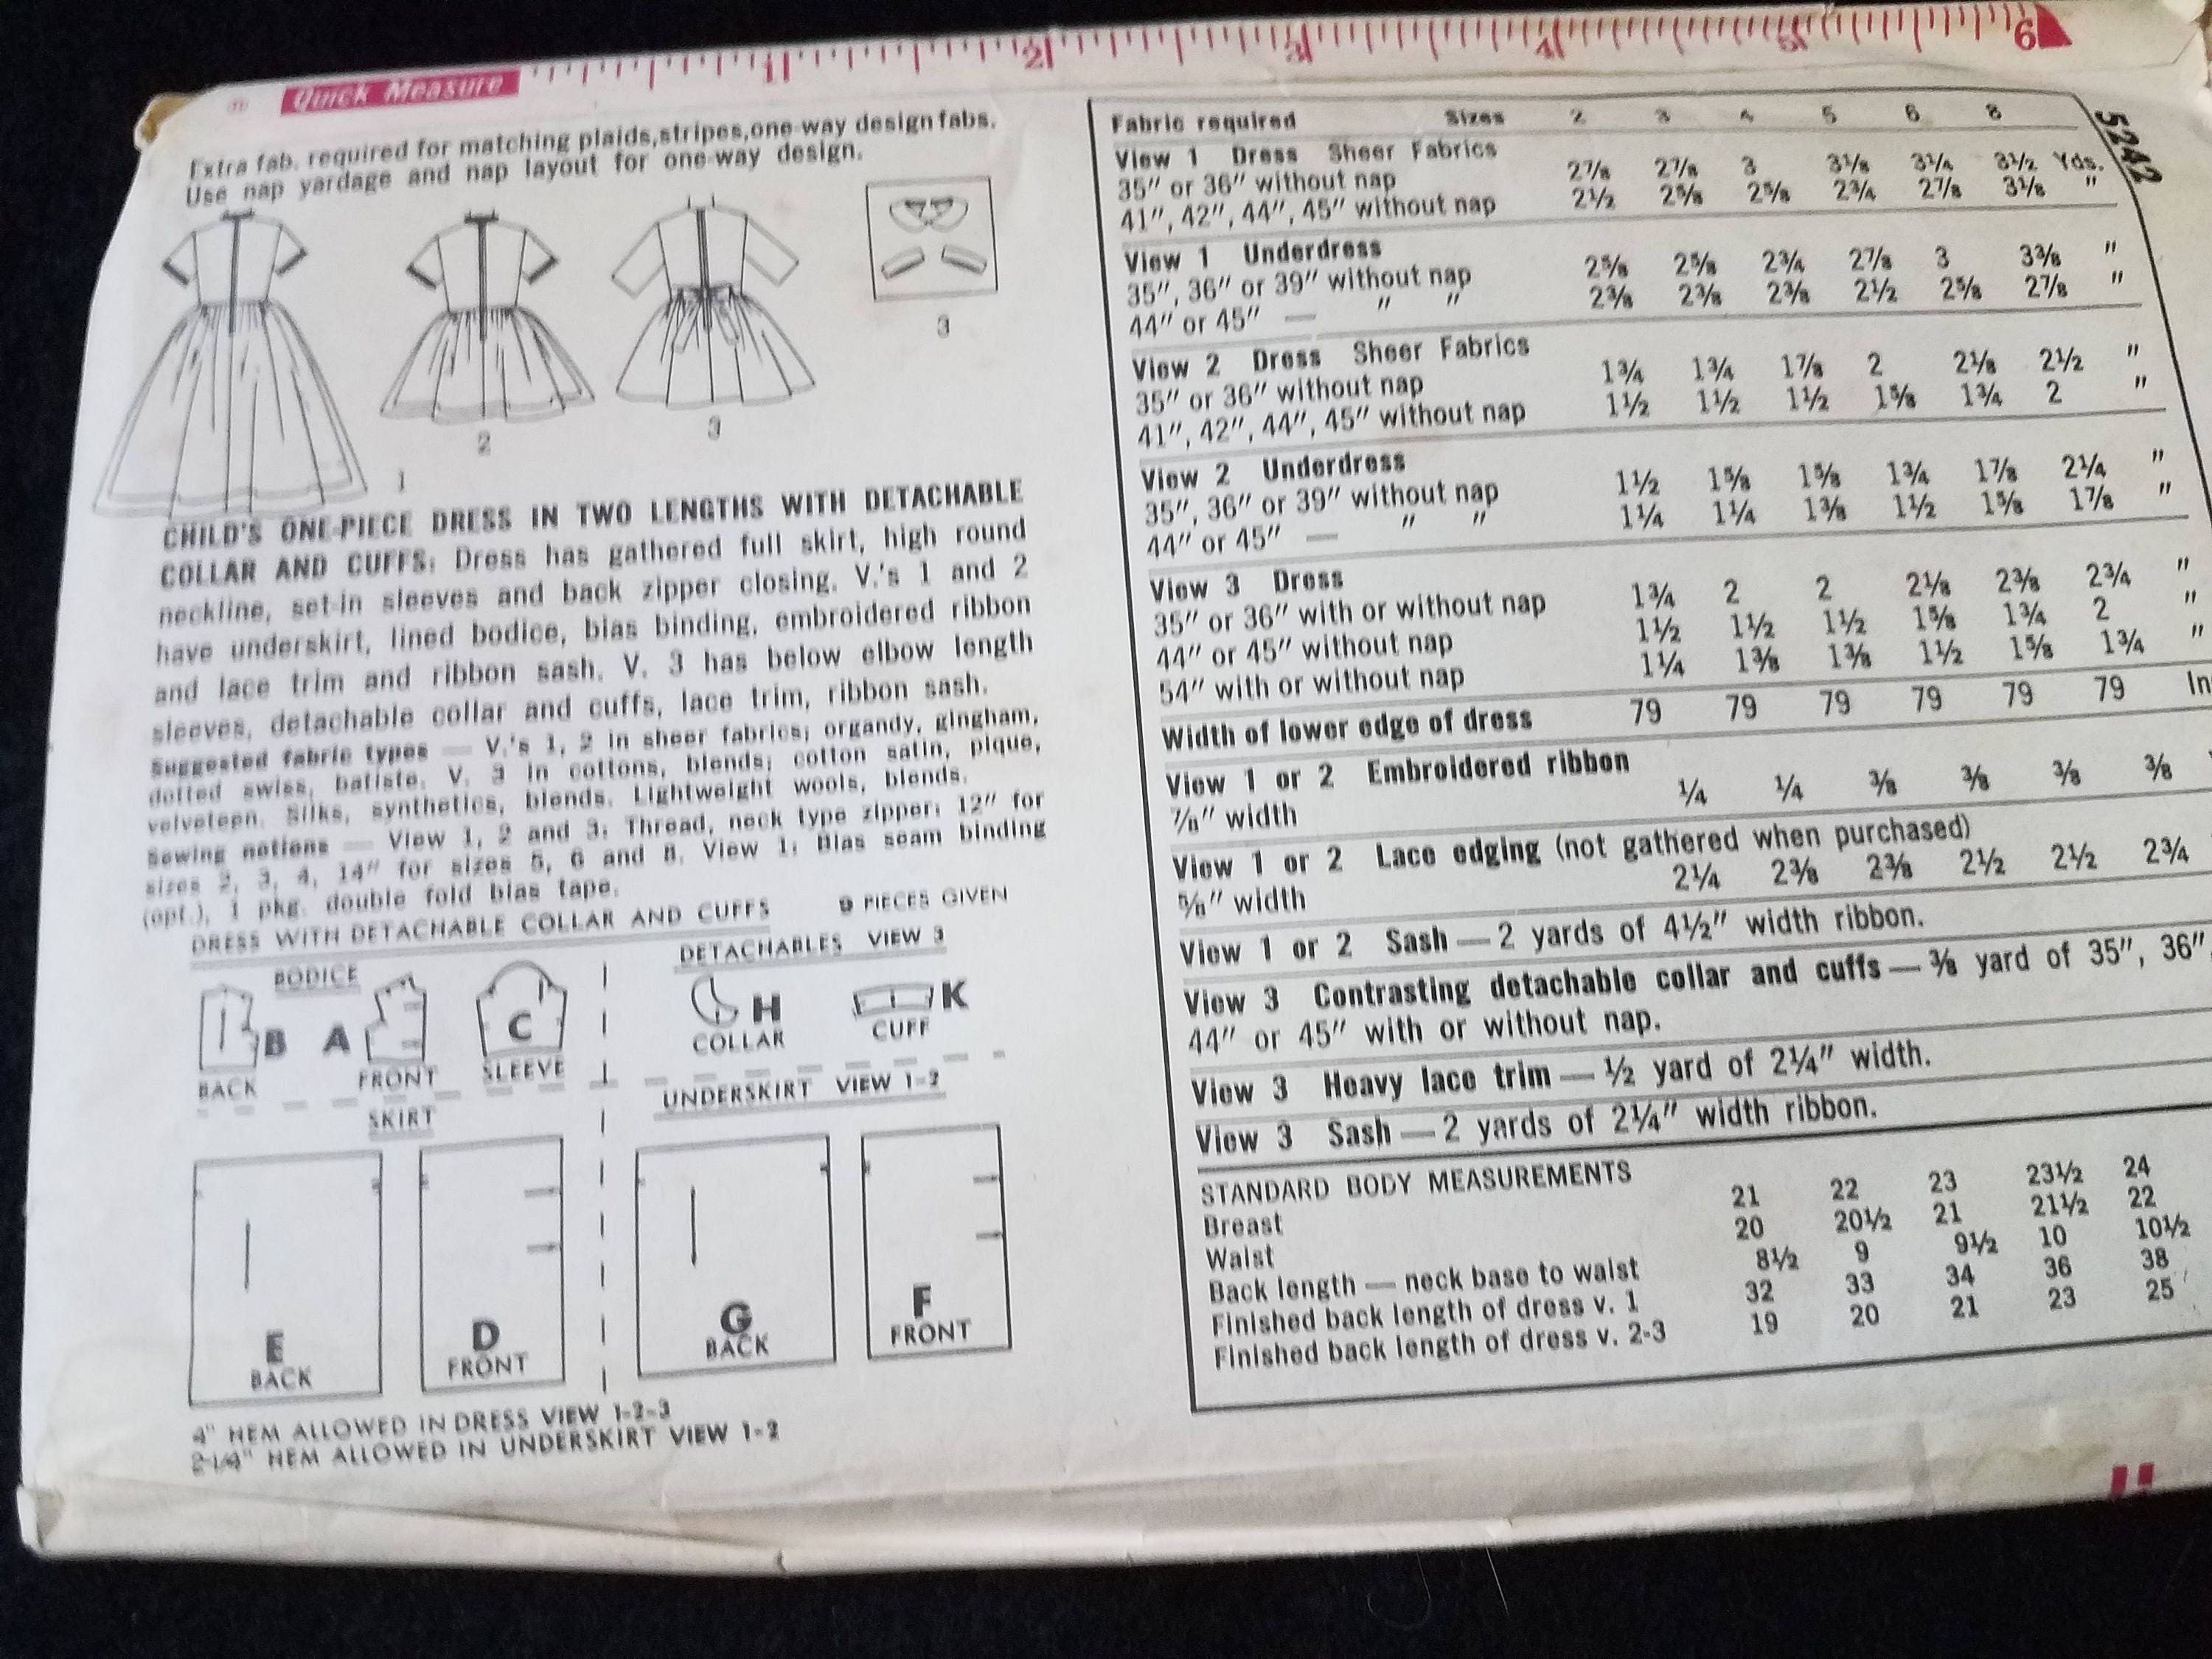 Quick Measure 1 2 3 4 5 6
Extra fab. required for matching plaids, stripes, one-way design fabs.
Use nap yardage and nap layout for one-way design.
1
2
3
3
CHILD'S ONE-PIECE DRESS IN TWO LENGTHS WITH DETACHABLE
COLLAR AND CUFFS: Dress has gathered full skirt, high round
neckline, set-in sleeves and back zipper closing. V.'s 1 and 2
have underskirt, lined bodice, bias binding, embroidered ribbon
and lace trim and ribbon sash. V. 3 has below elbow length
sleeves, detachable collar and cuffs, lace trim, ribbon sash.
Suggested fabric types — V.'s 1, 2 in sheer fabrics; organdy, gingham,
dotted swiss, batiste. V. 3 in cottons, blends; cotton satin, pique,
velveteen. Silks, synthetics, blends. Lightweight wools, blends.
Sewing notions — View 1, 2 and 3: Thread, neck type zipper: 12" for
sizes 2, 3, 4, 14" for sizes 5, 6 and 8. View 1: Bias seam binding
(opt.), 1 pkg. double fold bias tape.
DRESS WITH DETACHABLE COLLAR AND CUFFS 9 PIECES GIVEN
BODICE
B
BACK
A
FRONT
C
SLEEVE
DETACHABLES VIEW 3
H
COLLAR
K
CUFF
SKIRT
E
BACK
D
FRONT
UNDERSKIRT VIEW 1-2
G
BACK
F
FRONT
4" HEM ALLOWED IN DRESS VIEW 1-2-3
2-1/4" HEM ALLOWED IN UNDERSKIRT VIEW 1-2
5242
Fabric required Sizes 2 3 4 5 6 8
View 1 Dress Sheer Fabrics
35" or 36" without nap 2⅞ 2⅞ 3 3⅛ 3¼ 3½ Yds.
41", 42", 44", 45" without nap 2½ 2⅝ 2⅝ 2¾ 2⅞ 3⅛ "
View 1 Underdress
35", 36" or 39" without nap 2⅝ 2⅝ 2¾ 2⅞ 3 3⅜ "
44" or 45" — " " 2⅜ 2⅜ 2⅜ 2½ 2⅝ 2⅞ "
View 2 Dress Sheer Fabrics
35" or 36" without nap 1¾ 1¾ 1⅞ 2 2⅛ 2½ "
41", 42", 44", 45" without nap 1½ 1½ 1½ 1⅝ 1¾ 2 "
View 2 Underdress
35", 36" or 39" without nap 1½ 1⅝ 1⅝ 1¾ 1⅞ 2¼ "
44" or 45" — " " 1¼ 1¼ 1⅜ 1½ 1⅝ 1⅞ "
View 3 Dress
35" or 36" with or without nap 1¾ 2 2 2⅛ 2⅜ 2¾ "
44" or 45" without nap 1½ 1½ 1½ 1⅝ 1¾ 2 "
54" with or without nap 1¼ 1⅜ 1⅜ 1½ 1⅝ 1¾ "
Width of lower edge of dress 79 79 79 79 79 79 In
View 1 or 2 Embroidered ribbon
⅞" width ¼ ¼ ⅜ ⅜ ⅜ ⅜
View 1 or 2 Lace edging (not gathered when purchased)
⅝" width 2¼ 2⅜ 2⅜ 2½ 2½ 2¾
View 1 or 2 Sash — 2 yards of 4½" width ribbon.
View 3 Contrasting detachable collar and cuffs — ⅜ yard of 35", 36"
44" or 45" with or without nap.
View 3 Heavy lace trim — ½ yard of 2¼" width.
View 3 Sash — 2 yards of 2¼" width ribbon.
STANDARD BODY MEASUREMENTS
Breast 21 22 23 23½ 24
Waist 20 20½ 21 21½ 22
Back length — neck base to waist 8½ 9 9½ 10 10½
Finished back length of dress v. 1 32 33 34 36 38
Finished back length of dress v. 2-3 19 20 21 23 25